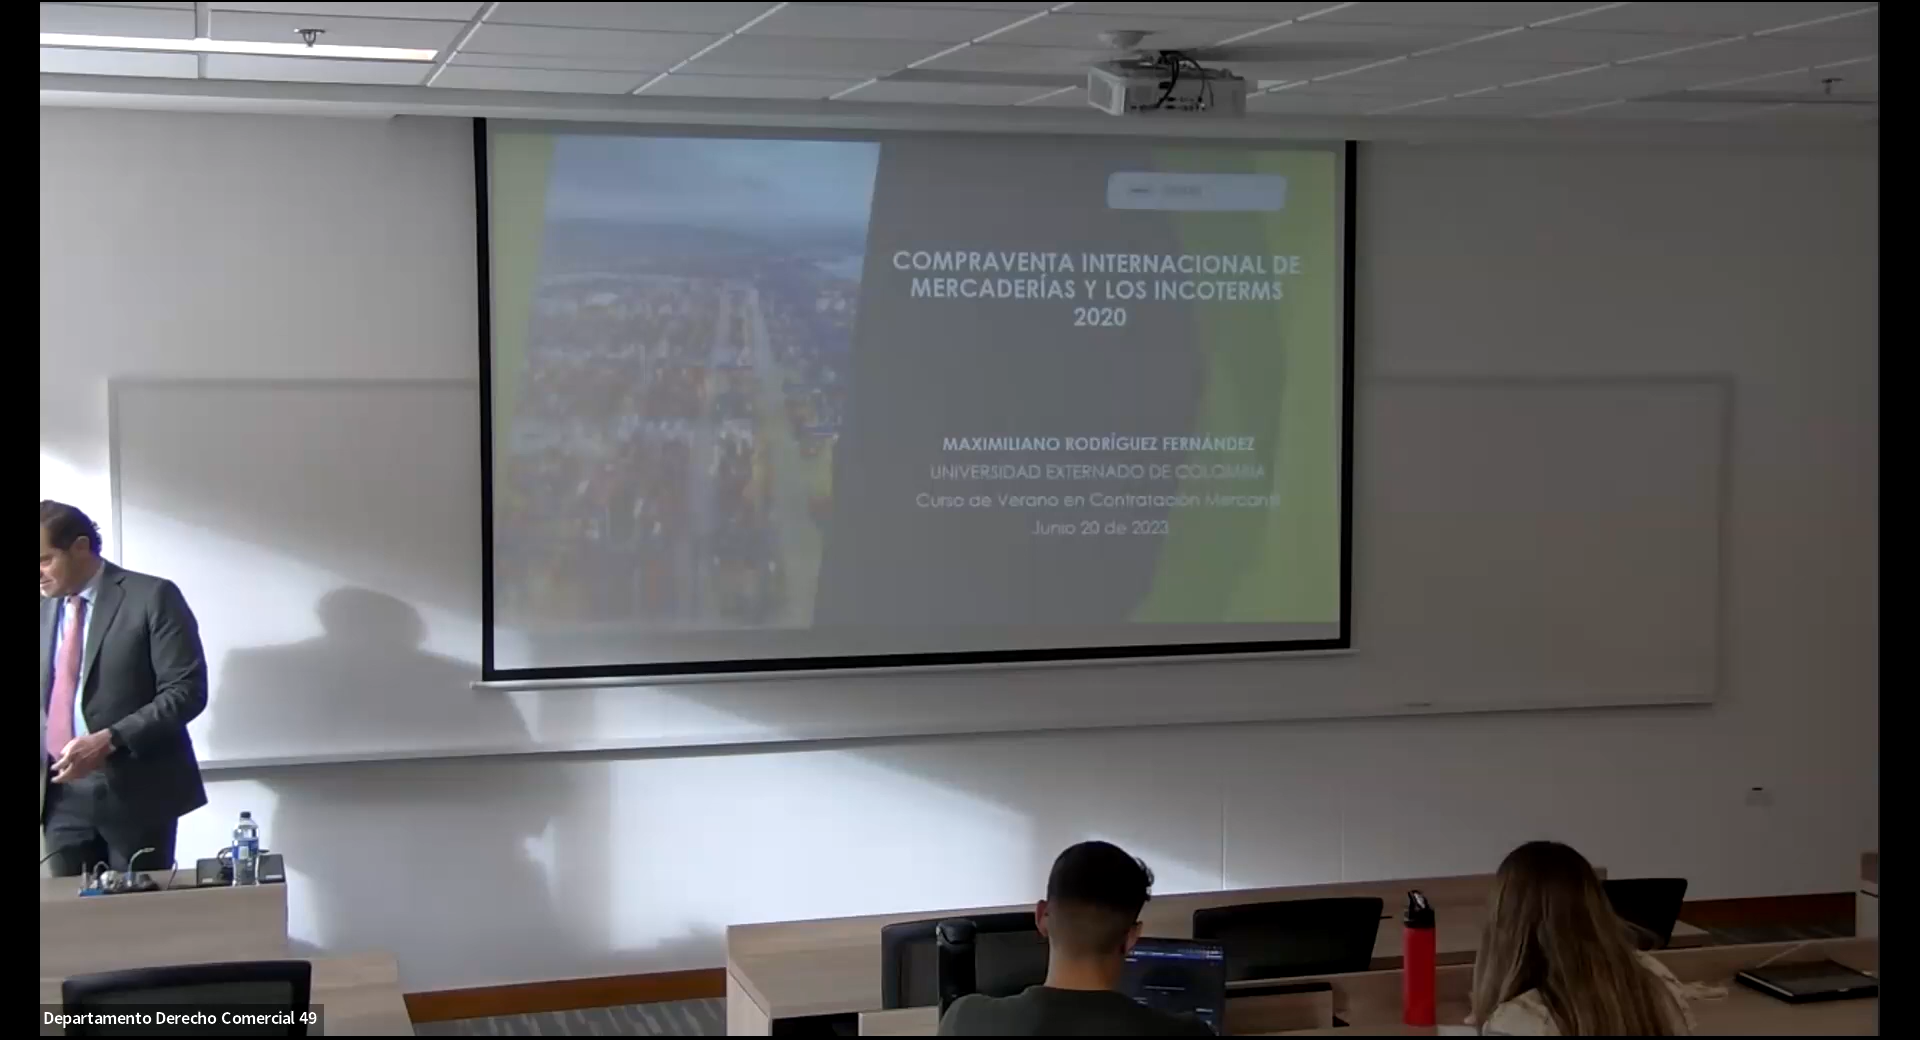 COMPRAVENTA INTERNACIONAL DE
MERCADERÍAS Y LOS INCOTERMS
2020
MAXIMILIANO RODRÍGUEZ FERNÁNDEZ
UNIVERSIDAD EXTERNADO DE COLOMBIA
Curso de Verano en Contratación Mercantil
Junio 20 de 2023
Departamento Derecho Comercial 49